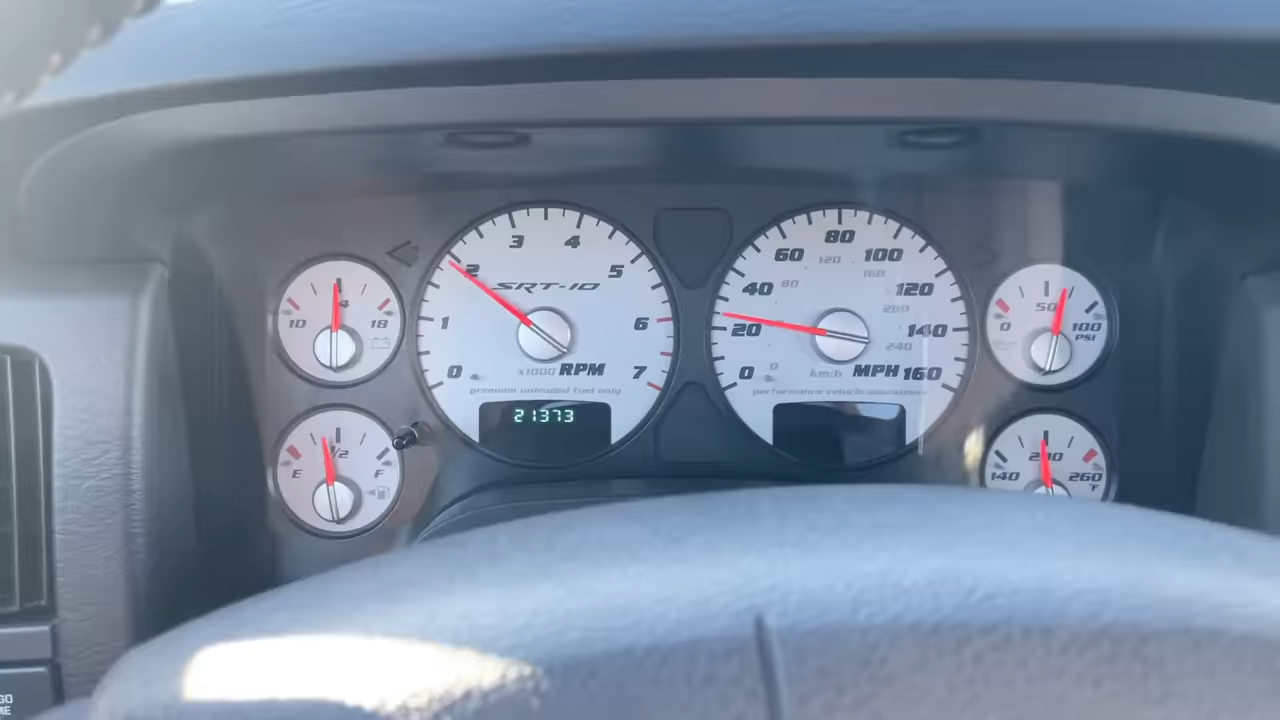 3 4
2 5
SRT-10
1 6
0 7
x1000 RPM
premium unleaded fuel only
21373
80
60 100
120 160
40 80 120
200
20 140
240
0 0 km/h MPH 160
performance vehicle operations
14
10 18
1/2
E F
50
0 100
PSI
200
140 260
°F